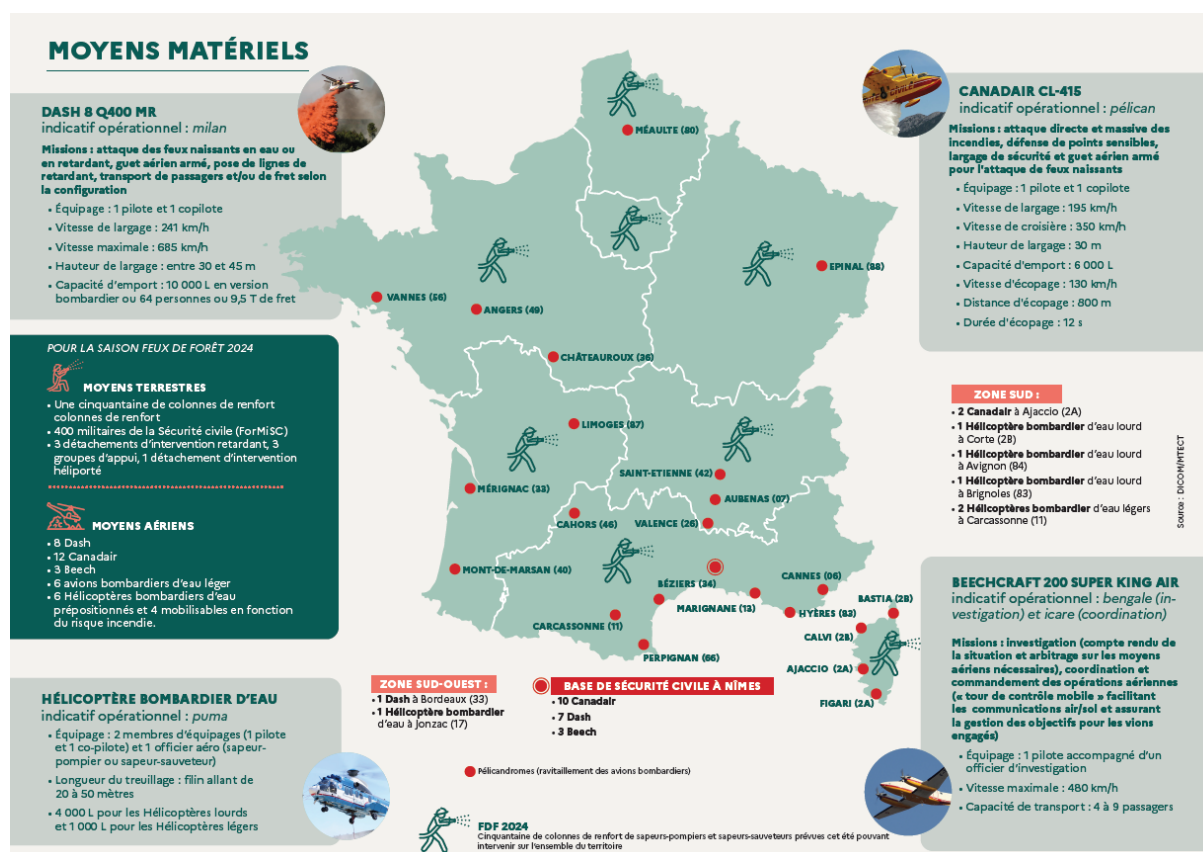 MOYENS MATÉRIELS
DASH 8 Q400 MR
indicatif opérationnel : milan
Missions : attaque des feux naissants en eau ou
en retardant, guet aérien armé, pose de lignes de
retardant, transport de passagers et/ou de fret selon
la configuration
• Équipage : 1 pilote et 1 copilote
• Vitesse de largage : 241 km/h
• Vitesse maximale : 685 km/h
• Hauteur de largage : entre 30 et 45 m
• Capacité d'emport : 10 000 L en version
bombardier ou 64 personnes ou 9,5 T de fret
POUR LA SAISON FEUX DE FORÊT 2024
MOYENS TERRESTRES
• Une cinquantaine de colonnes de renfort
colonnes de renfort
• 400 militaires de la Sécurité civile (ForMiSC)
• 3 détachements d'intervention retardant, 3
groupes d'appui, 1 détachement d'intervention
héliporté
MOYENS AÉRIENS
• 8 Dash
• 12 Canadair
• 3 Beech
• 6 avions bombardiers d'eau léger
• 6 Hélicoptères bombardiers d'eau
prépositionnés et 4 mobilisables en fonction
du risque incendie.
HÉLICOPTÈRE BOMBARDIER D'EAU
indicatif opérationnel : puma
• Équipage : 2 membres d'équipages (1 pilote
et 1 co-pilote) et 1 officier aéro (sapeur-
pompier ou sapeur-sauveteur)
• Longueur du treuillage : filin allant de
20 à 50 mètres
• 4 000 L pour les Hélicoptères lourds
et 1 000 L pour les Hélicoptères légers
MÉAULTE (80)
EPINAL (88)
VANNES (56)
ANGERS (49)
CHÂTEAUROUX (36)
LIMOGES (87)
SAINT-ETIENNE (42)
MÉRIGNAC (33)
AUBENAS (07)
CAHORS (46)
VALENCE (26)
MONT-DE-MARSAN (40)
BÉZIERS (34)
CANNES (06)
MARIGNANE (13)
HYÈRES (83)
BASTIA (2B)
CARCASSONNE (11)
CALVI (2B)
PERPIGNAN (66)
AJACCIO (2A)
FIGARI (2A)
ZONE SUD-OUEST :
• 1 Dash à Bordeaux (33)
• 1 Hélicoptère bombardier
d'eau à Jonzac (17)
BASE DE SÉCURITÉ CIVILE À NÎMES
• 10 Canadair
• 7 Dash
• 3 Beech
Pélicandromes (ravitaillement des avions bombardiers)
FDF 2024
Cinquantaine de colonnes de renfort de sapeurs-pompiers et sapeurs-sauveteurs prévues cet été pouvant
intervenir sur l'ensemble du territoire
CANADAIR CL-415
indicatif opérationnel : pélican
Missions : attaque directe et massive des
incendies, défense de points sensibles,
largage de sécurité et guet aérien armé
pour l'attaque de feux naissants
• Équipage : 1 pilote et 1 copilote
• Vitesse de largage : 195 km/h
• Vitesse de croisière : 350 km/h
• Hauteur de largage : 30 m
• Capacité d'emport : 6 000 L
• Vitesse d'écopage : 130 km/h
• Distance d'écopage : 800 m
• Durée d'écopage : 12 s
ZONE SUD :
• 2 Canadair à Ajaccio (2A)
• 1 Hélicoptère bombardier d'eau lourd
à Corte (2B)
• 1 Hélicoptère bombardier d'eau lourd
à Avignon (84)
• 1 Hélicoptère bombardier d'eau lourd
à Brignoles (83)
• 2 Hélicoptères bombardier d'eau légers
à Carcassonne (11)
Source : DICOM/MTECT
BEECHCRAFT 200 SUPER KING AIR
indicatif opérationnel : bengale (in-
vestigation) et icare (coordination)
Missions : investigation (compte rendu de
la situation et arbitrage sur les moyens
aériens nécessaires), coordination et
commandement des opérations aériennes
(« tour de contrôle mobile » facilitant
les communications air/sol et assurant
la gestion des objectifs pour les vions
engagés)
• Équipage : 1 pilote accompagné d'un
officier d'investigation
• Vitesse maximale : 480 km/h
• Capacité de transport : 4 à 9 passagers